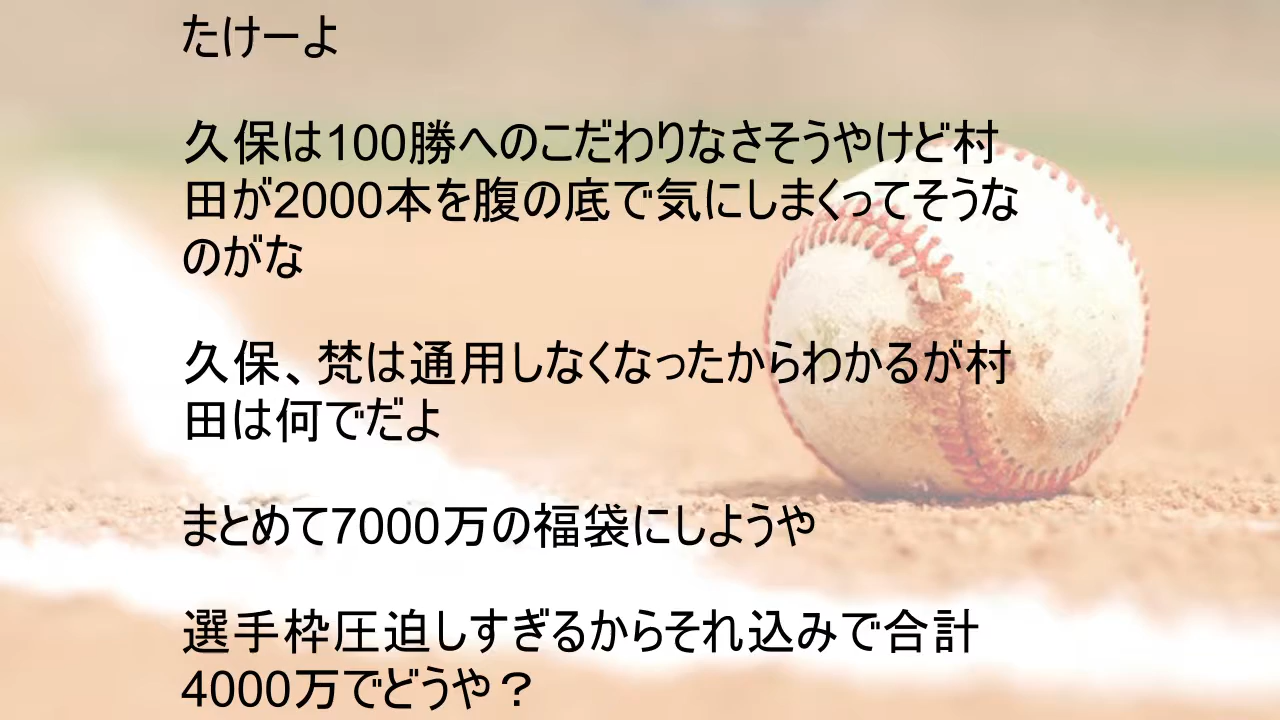 たけーよ
久保は100勝へのこだわりなさそうやけど村
田が2000本を腹の底で気にしまくってそうな
のがな
久保、梵は通用しなくなったからわかるが村
田は何でだよ
まとめて7000万の福袋にしようや
選手枠圧迫しすぎるからそれ込みで合計
4000万でどうや？